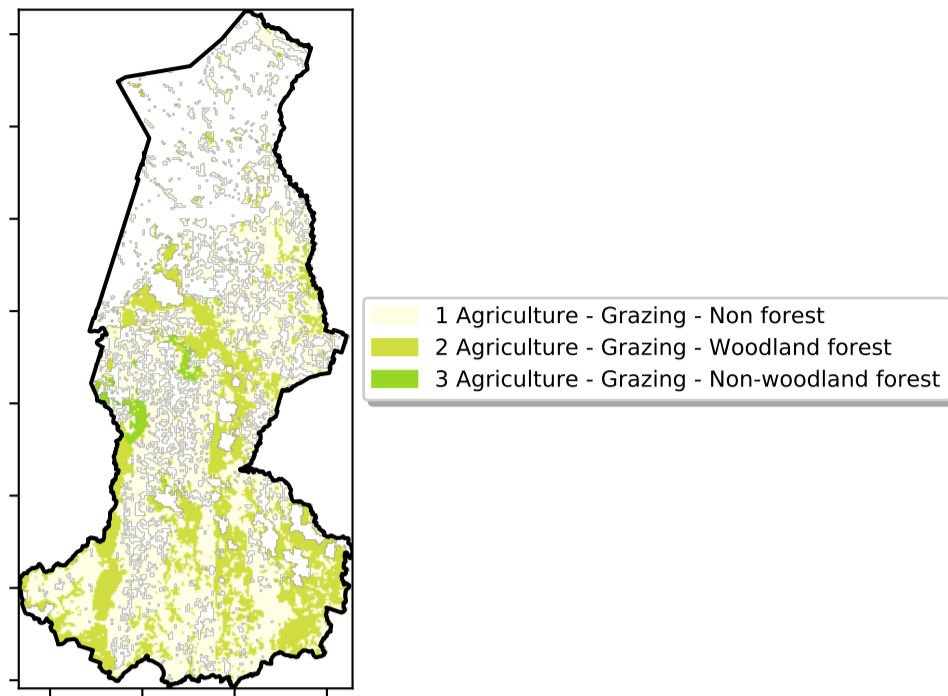 1 Agriculture - Grazing - Non forest
2 Agriculture - Grazing - Woodland forest
3 Agriculture - Grazing - Non-woodland forest